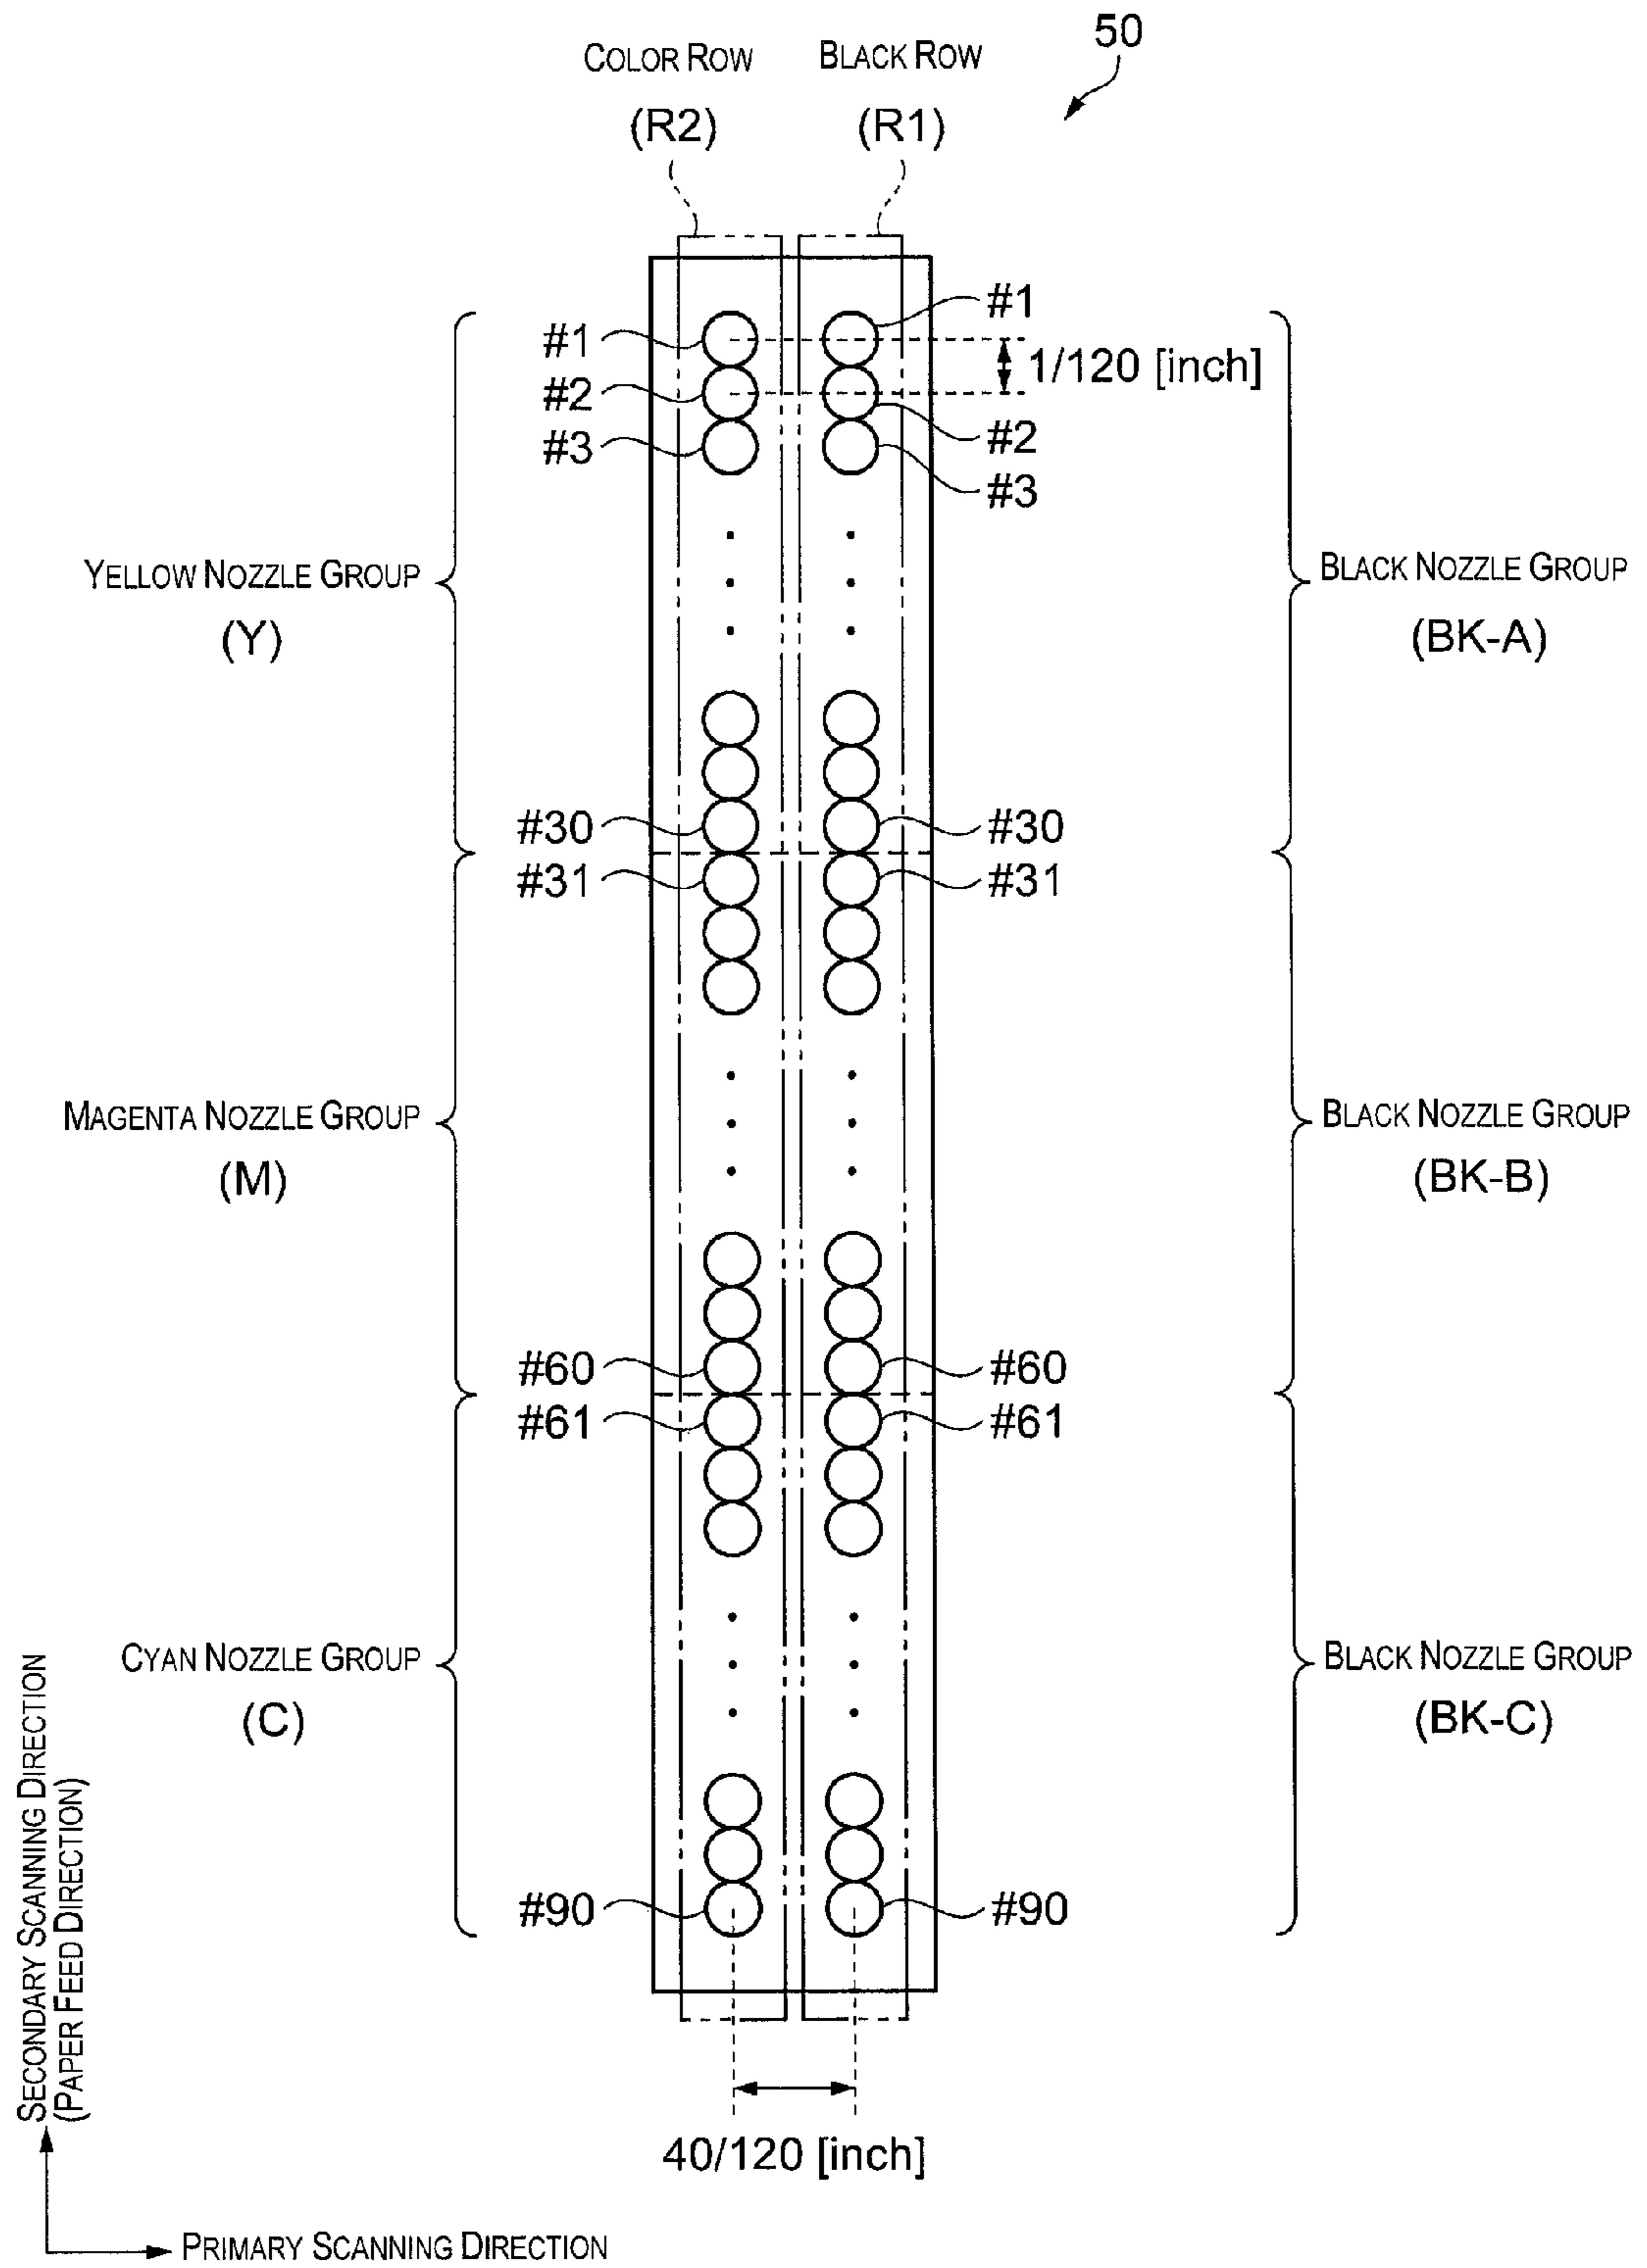 50
COLOR ROW BLACK ROW
(R2) (R1)
#1 #1
1/120 [inch]
#2 #2
#3 #3
YELLOW NOZZLE GROUP
(Y)
BLACK NOZZLE GROUP
(BK-A)
#30 #30
#31 #31
MAGENTA NOZZLE GROUP
(M)
BLACK NOZZLE GROUP
(BK-B)
#60 #60
#61 #61
CYAN NOZZLE GROUP
(C)
BLACK NOZZLE GROUP
(BK-C)
#90 #90
40/120 [inch]
SECONDARY SCANNING DIRECTION
(PAPER FEED DIRECTION)
PRIMARY SCANNING DIRECTION